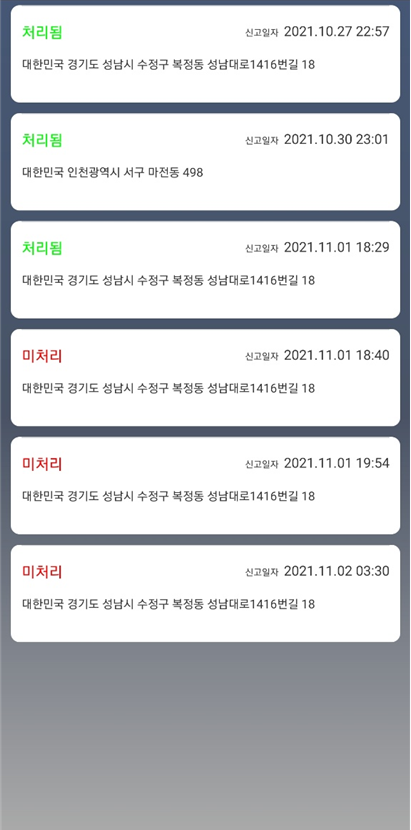 처리됨 신고일자 2021.10.27 22:57
대한민국 경기도 성남시 수정구 복정동 성남대로1416번길 18
처리됨 신고일자 2021.10.30 23:01
대한민국 인천광역시 서구 마전동 498
처리됨 신고일자 2021.11.01 18:29
대한민국 경기도 성남시 수정구 복정동 성남대로1416번길 18
미처리 신고일자 2021.11.01 18:40
대한민국 경기도 성남시 수정구 복정동 성남대로1416번길 18
미처리 신고일자 2021.11.01 19:54
대한민국 경기도 성남시 수정구 복정동 성남대로1416번길 18
미처리 신고일자 2021.11.02 03:30
대한민국 경기도 성남시 수정구 복정동 성남대로1416번길 18